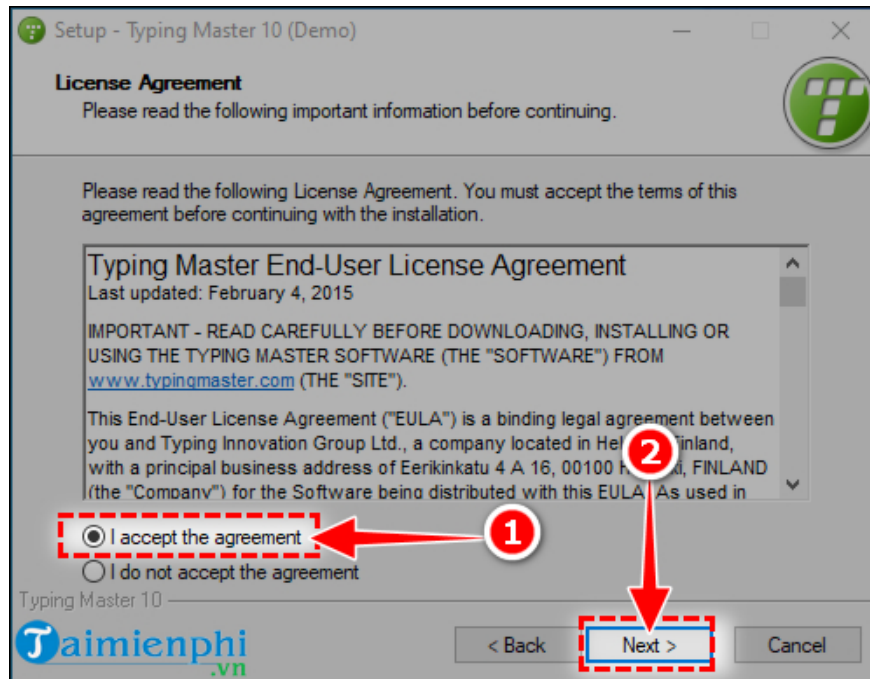 Setup - Typing Master 10 (Demo)
License Agreement
Please read the following important information before continuing.
Please read the following License Agreement. You must accept the terms of this
agreement before continuing with the installation.
Typing Master End-User License Agreement
Last updated: February 4, 2015
IMPORTANT - READ CAREFULLY BEFORE DOWNLOADING, INSTALLING OR
USING THE TYPING MASTER SOFTWARE (THE "SOFTWARE") FROM
www.typingmaster.com (THE "SITE").
This End-User License Agreement ("EULA") is a binding legal agreement between
you and Typing Innovation Group Ltd., a company located in Finland,
with a principal business address of Eerikinkatu 4 A 16, 00100 FINLAND
(the "Company") for the Software being distributed with this EULA. As used in
2
I accept the agreement
1
I do not accept the agreement
Typing Master 10
Taimienphi
.vn
< Back
Next >
Cancel